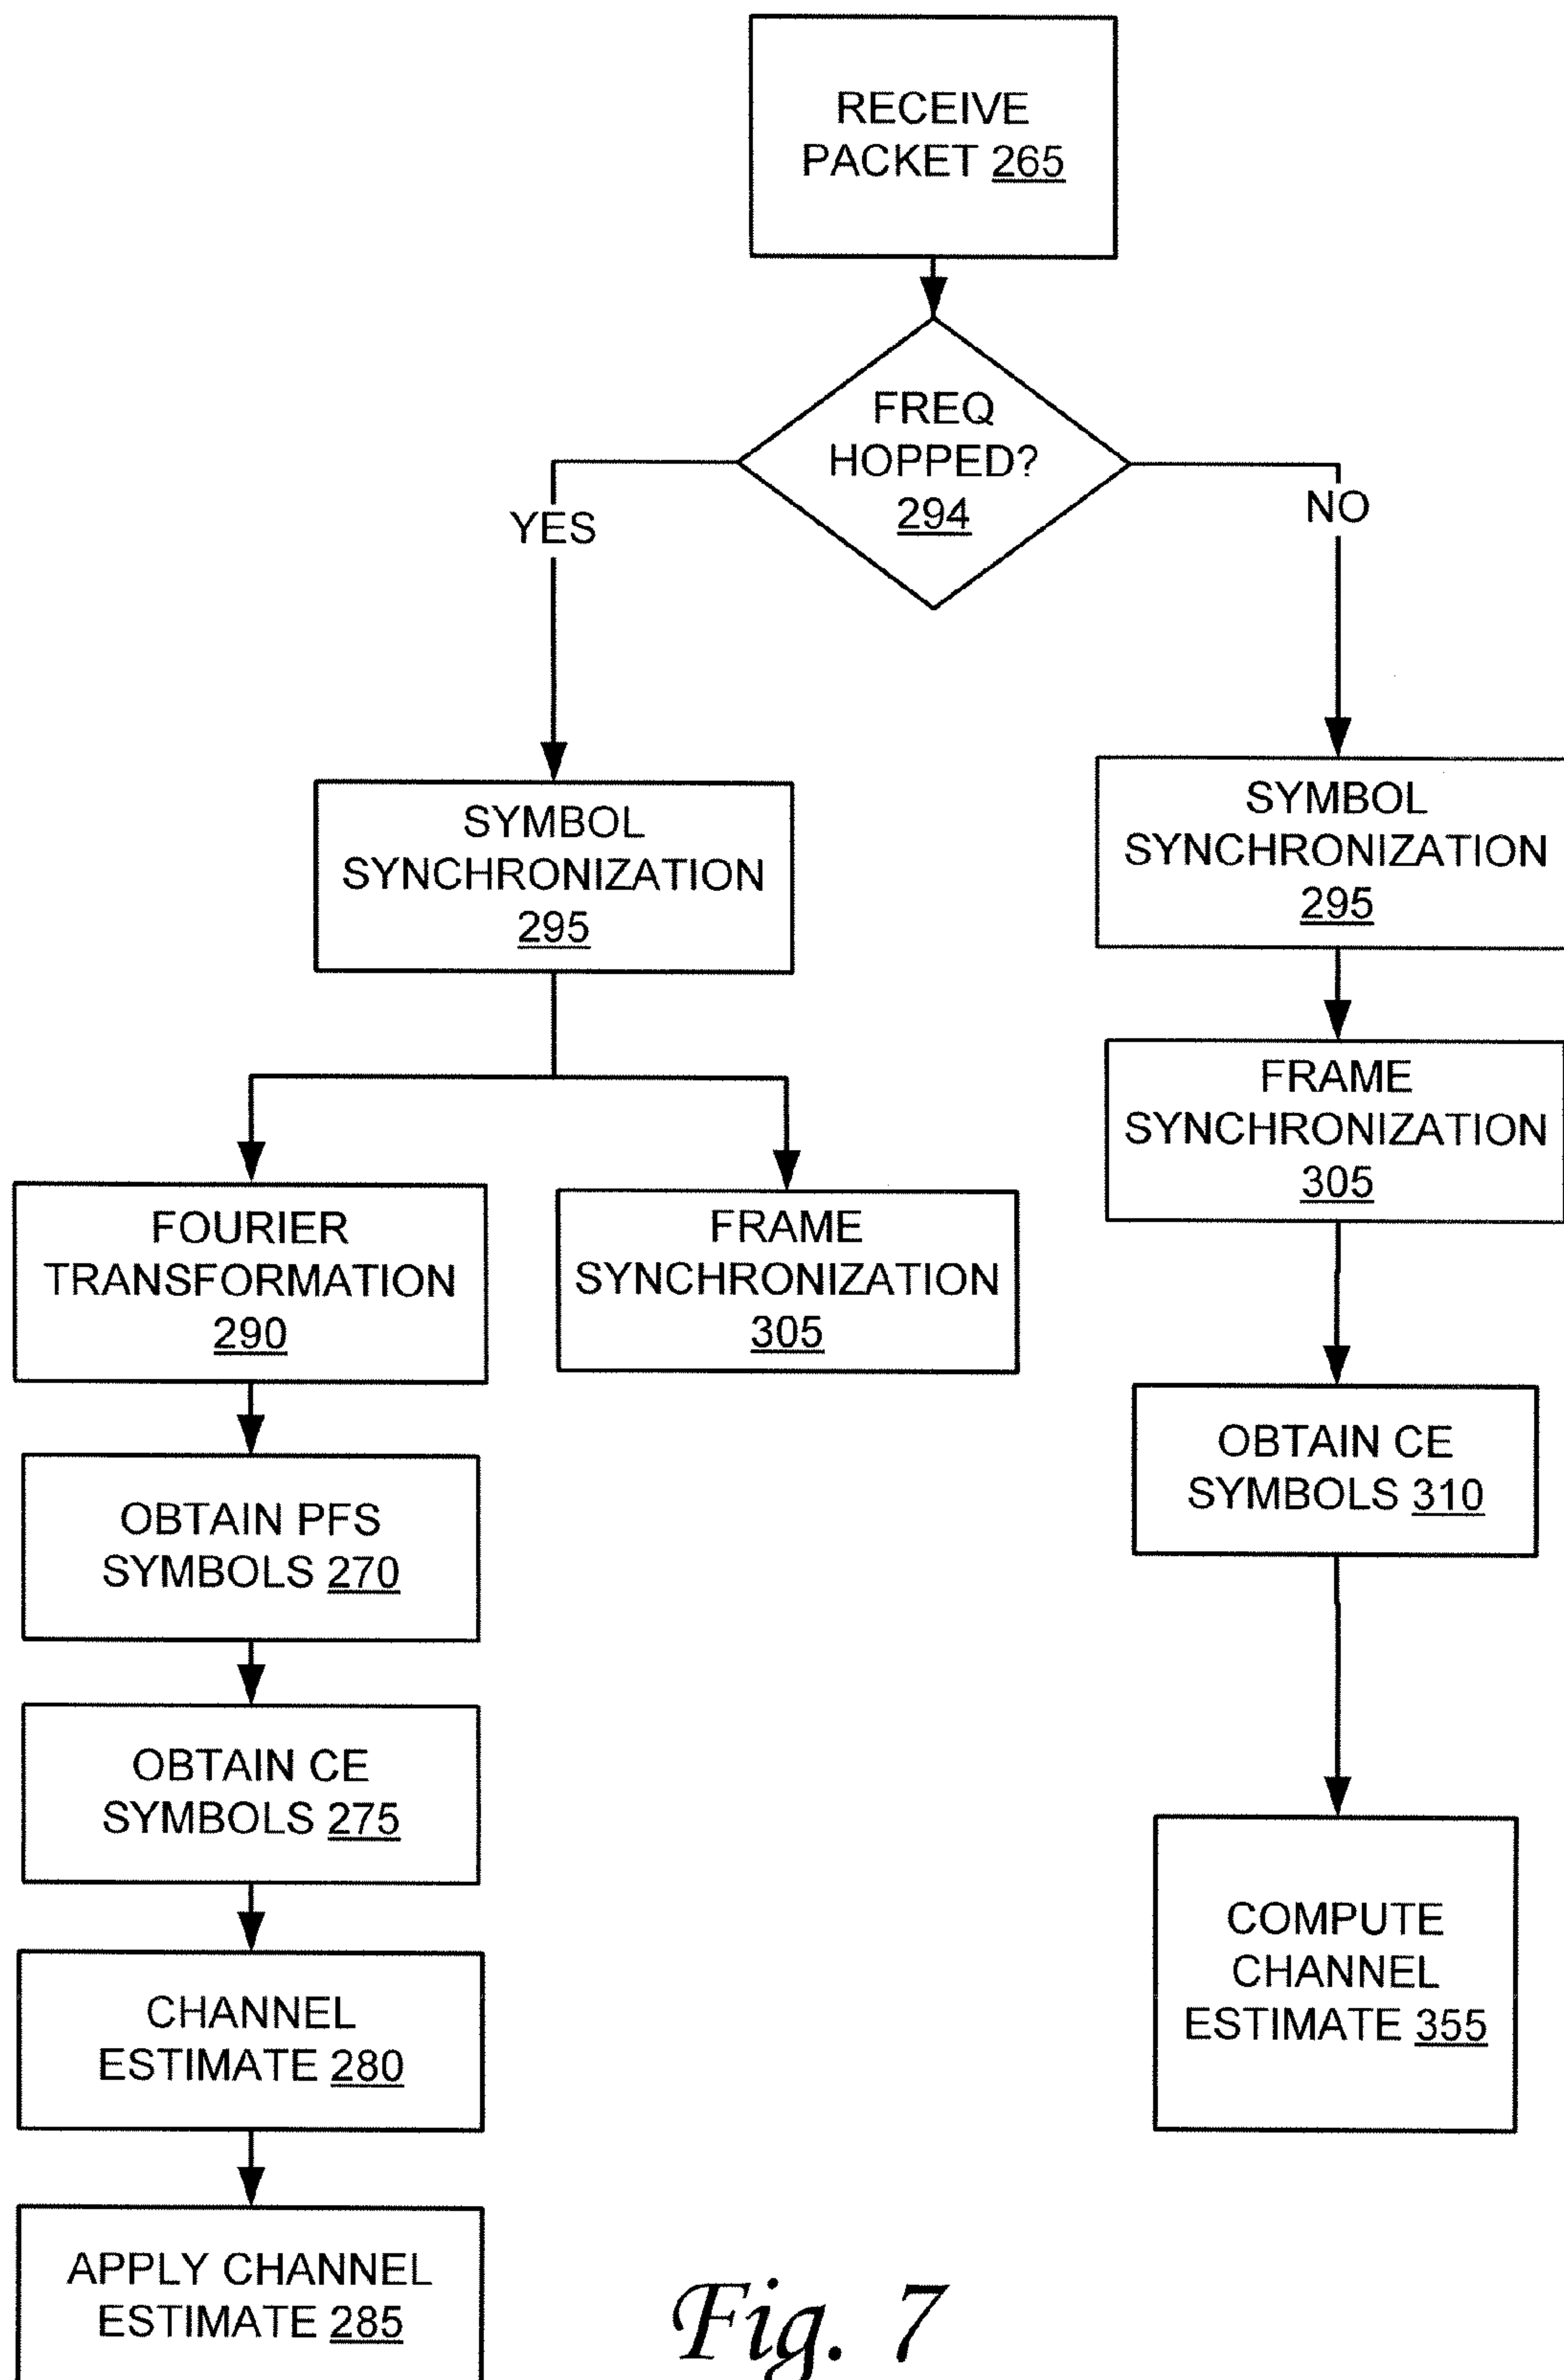 RECEIVE
PACKET 265
FREQ
HOPPED?
294
YES
NO
SYMBOL
SYNCHRONIZATION
295
SYMBOL
SYNCHRONIZATION
295
FRAME
SYNCHRONIZATION
305
FOURIER
TRANSFORMATION
290
FRAME
SYNCHRONIZATION
305
OBTAIN CE
SYMBOLS 310
OBTAIN PFS
SYMBOLS 270
OBTAIN CE
SYMBOLS 275
COMPUTE
CHANNEL
ESTIMATE 355
CHANNEL
ESTIMATE 280
APPLY CHANNEL
ESTIMATE 285
Fig. 7